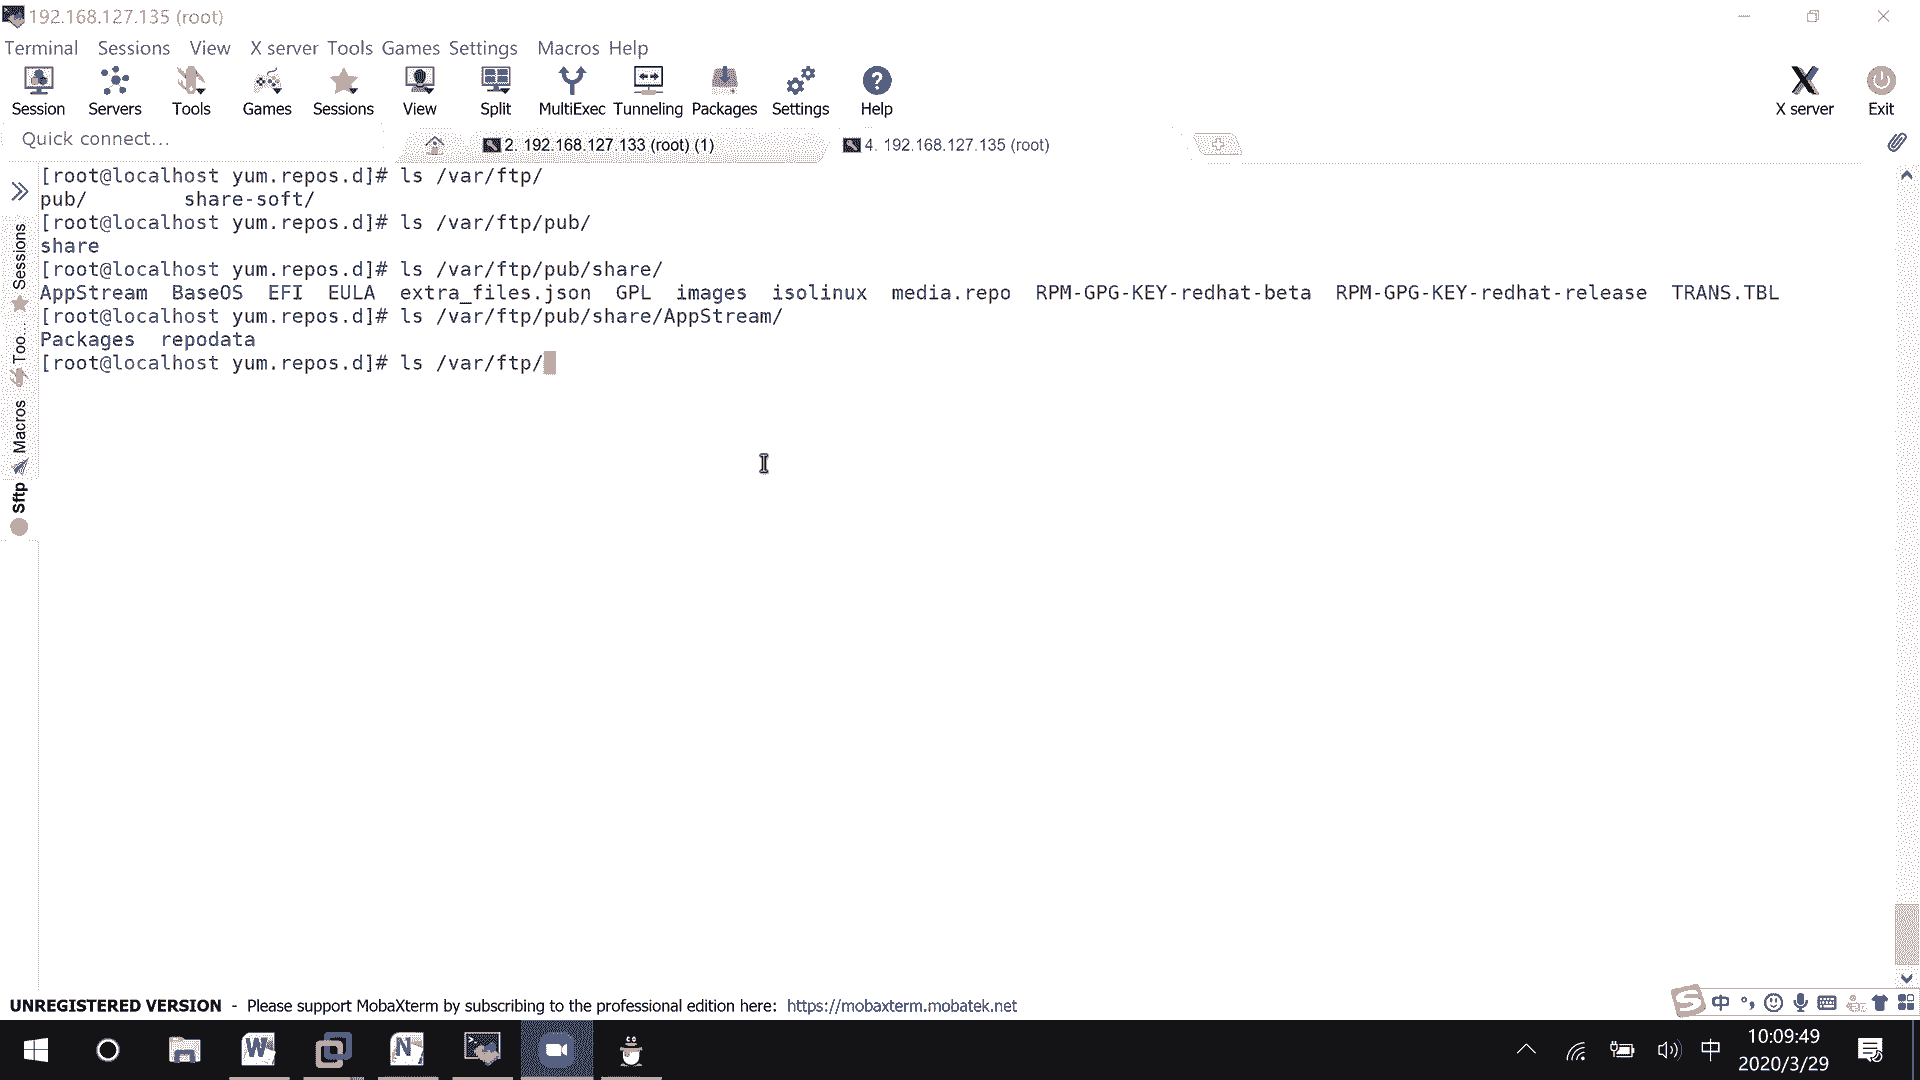 192.168.127.135 (root)
Terminal Sessions View X server Tools Games Settings Macros Help
Session Servers Tools Games Sessions View Split MultiExec Tunneling Packages Settings Help X server Exit
Quick connect...
2. 192.168.127.133 (root) (1)
4. 192.168.127.135 (root)
[root@localhost yum.repos.d]# ls /var/ftp/
pub/ share-soft/
[root@localhost yum.repos.d]# ls /var/ftp/pub/
share
[root@localhost yum.repos.d]# ls /var/ftp/pub/share/
AppStream BaseOS EFI EULA extra_files.json GPL images isolinux media.repo RPM-GPG-KEY-redhat-beta RPM-GPG-KEY-redhat-release TRANS.TBL
[root@localhost yum.repos.d]# ls /var/ftp/pub/share/AppStream/
Packages repodata
[root@localhost yum.repos.d]# ls /var/ftp/
Sessions
Too...
Macros
Sftp
UNREGISTERED VERSION - Please support MobaXterm by subscribing to the professional edition here: https://mobaxterm.mobatek.net
中
中
10:09:49
2020/3/29